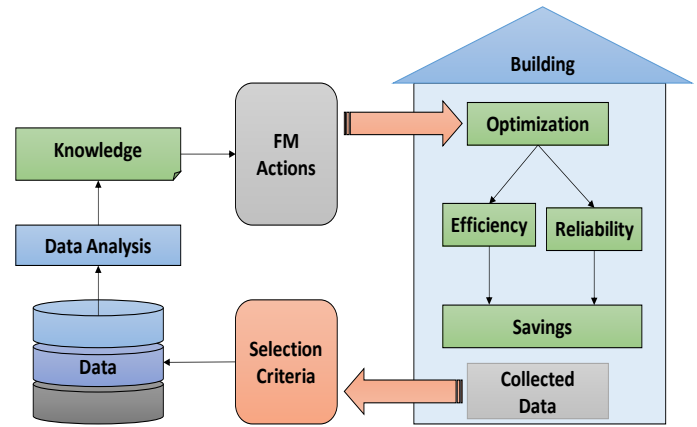 Building
Optimization
Efficiency
Reliability
Savings
Collected
Data
FM
Actions
Knowledge
Data Analysis
Data
Selection
Criteria